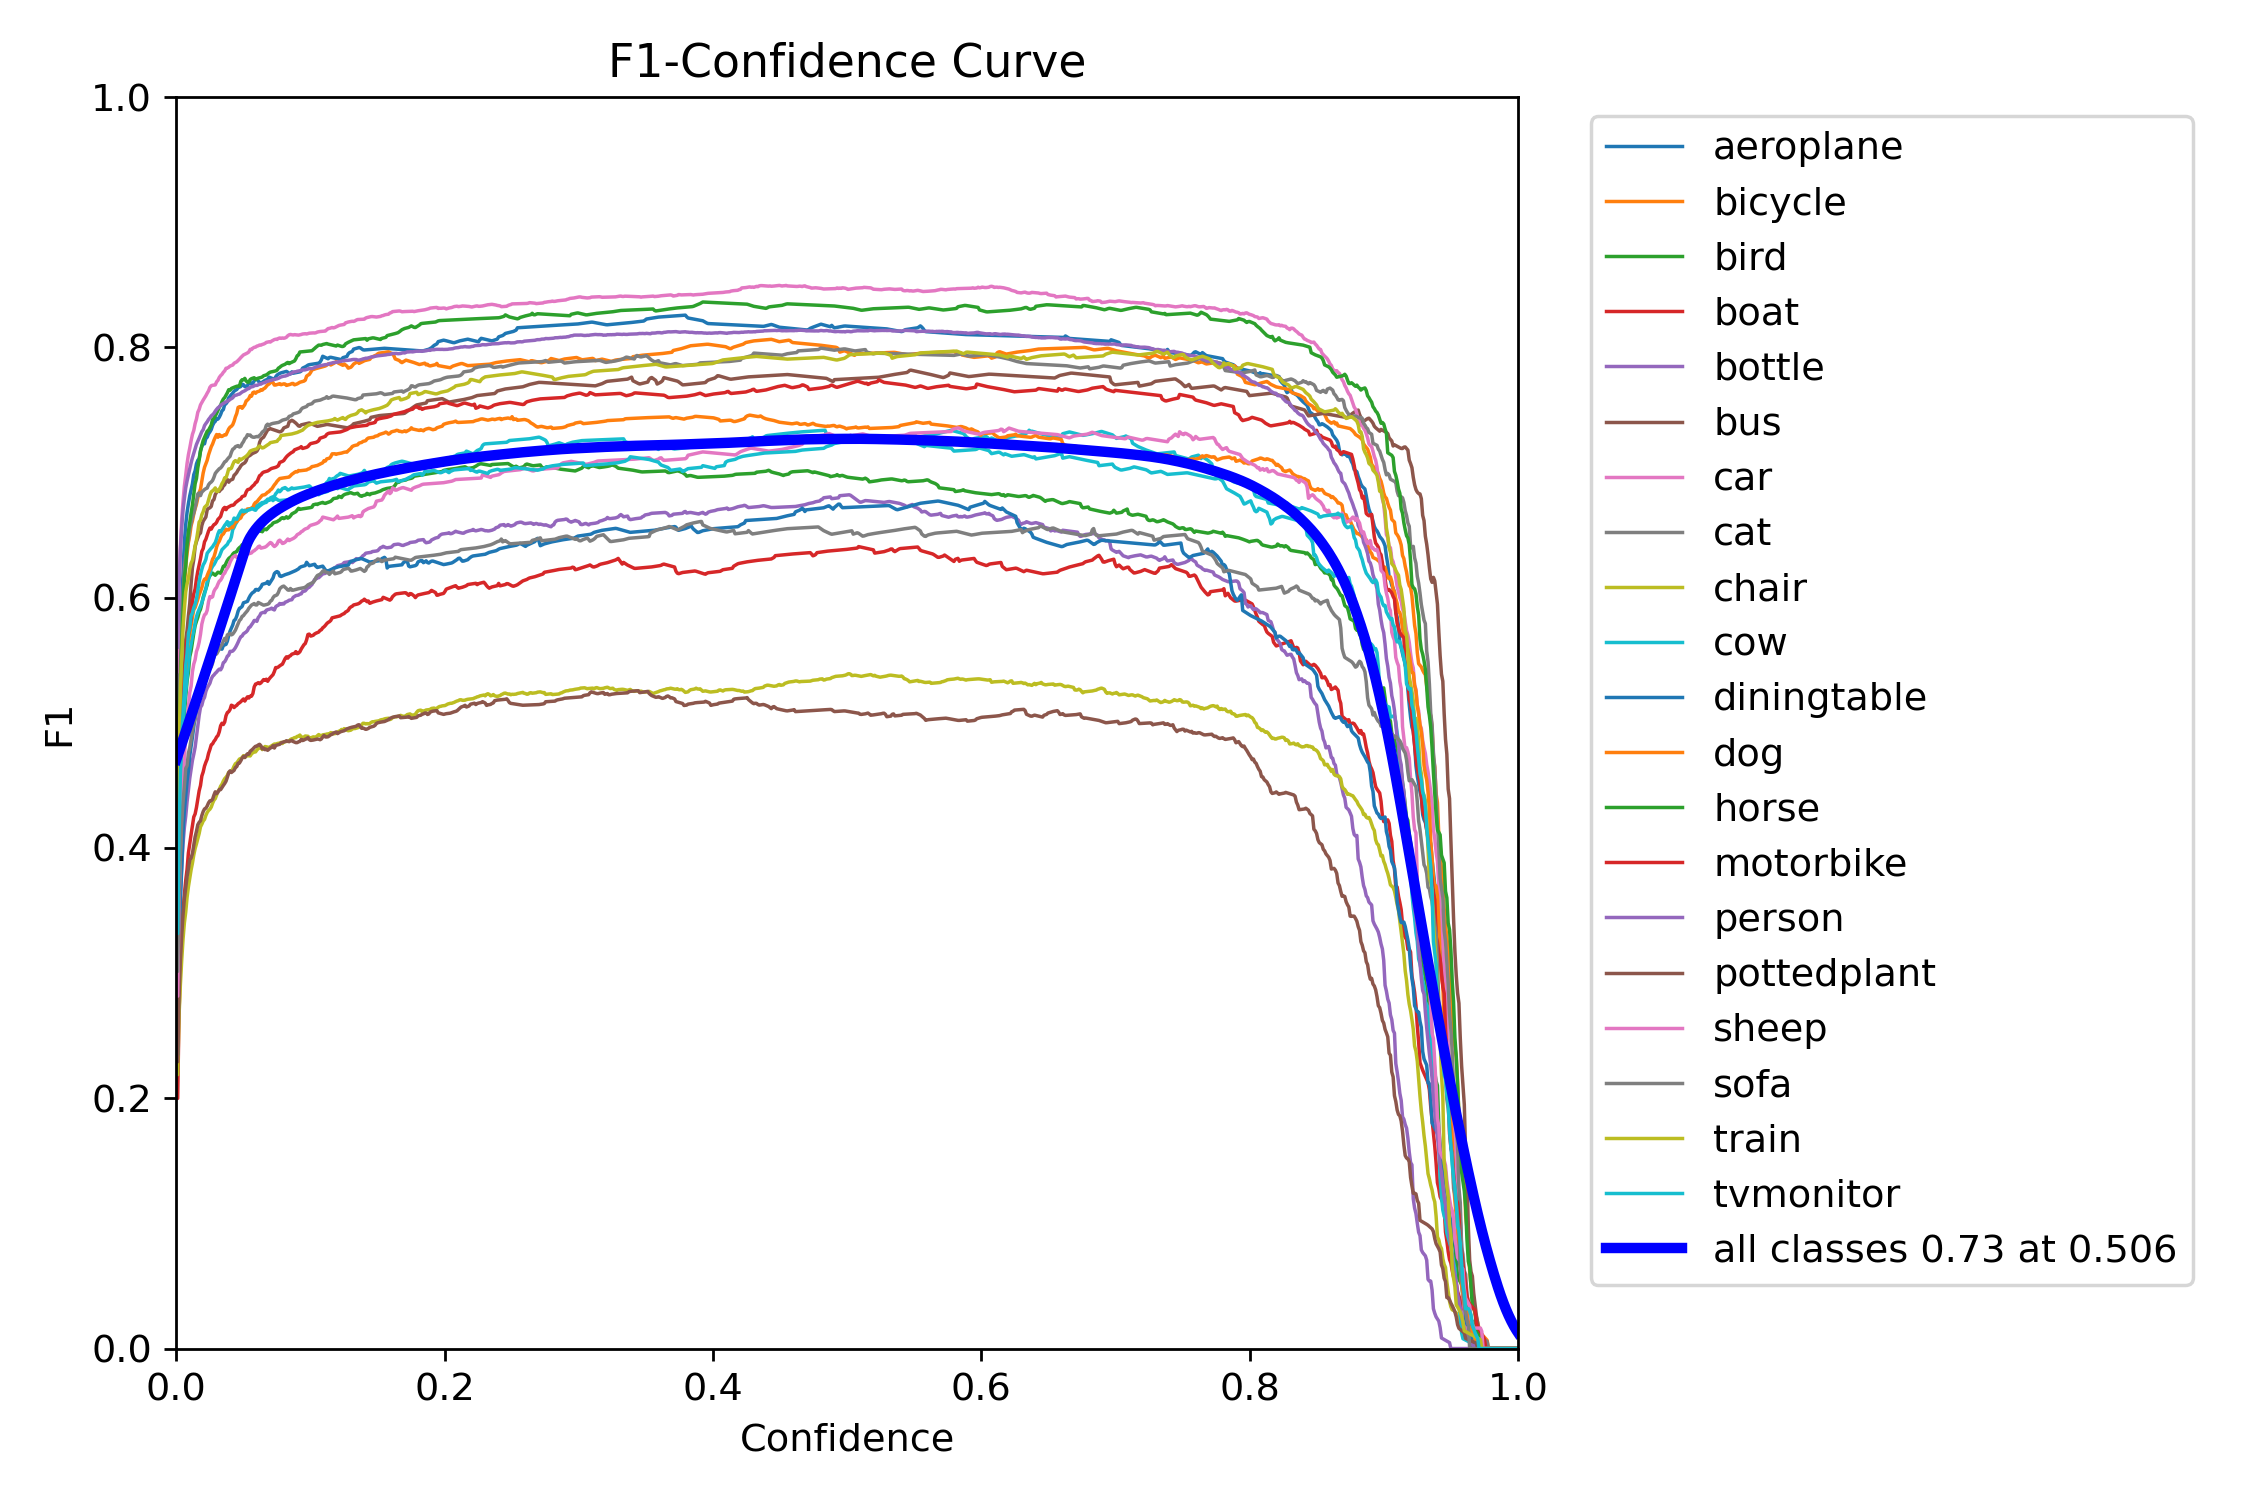 F1-Confidence Curve
1.0
0.8
0.6
0.4
0.2
0.0
F1
0.0 0.2 0.4 0.6 0.8 1.0
Confidence
aeroplane
bicycle
bird
boat
bottle
bus
car
cat
chair
cow
diningtable
dog
horse
motorbike
person
pottedplant
sheep
sofa
train
tvmonitor
all classes 0.73 at 0.506